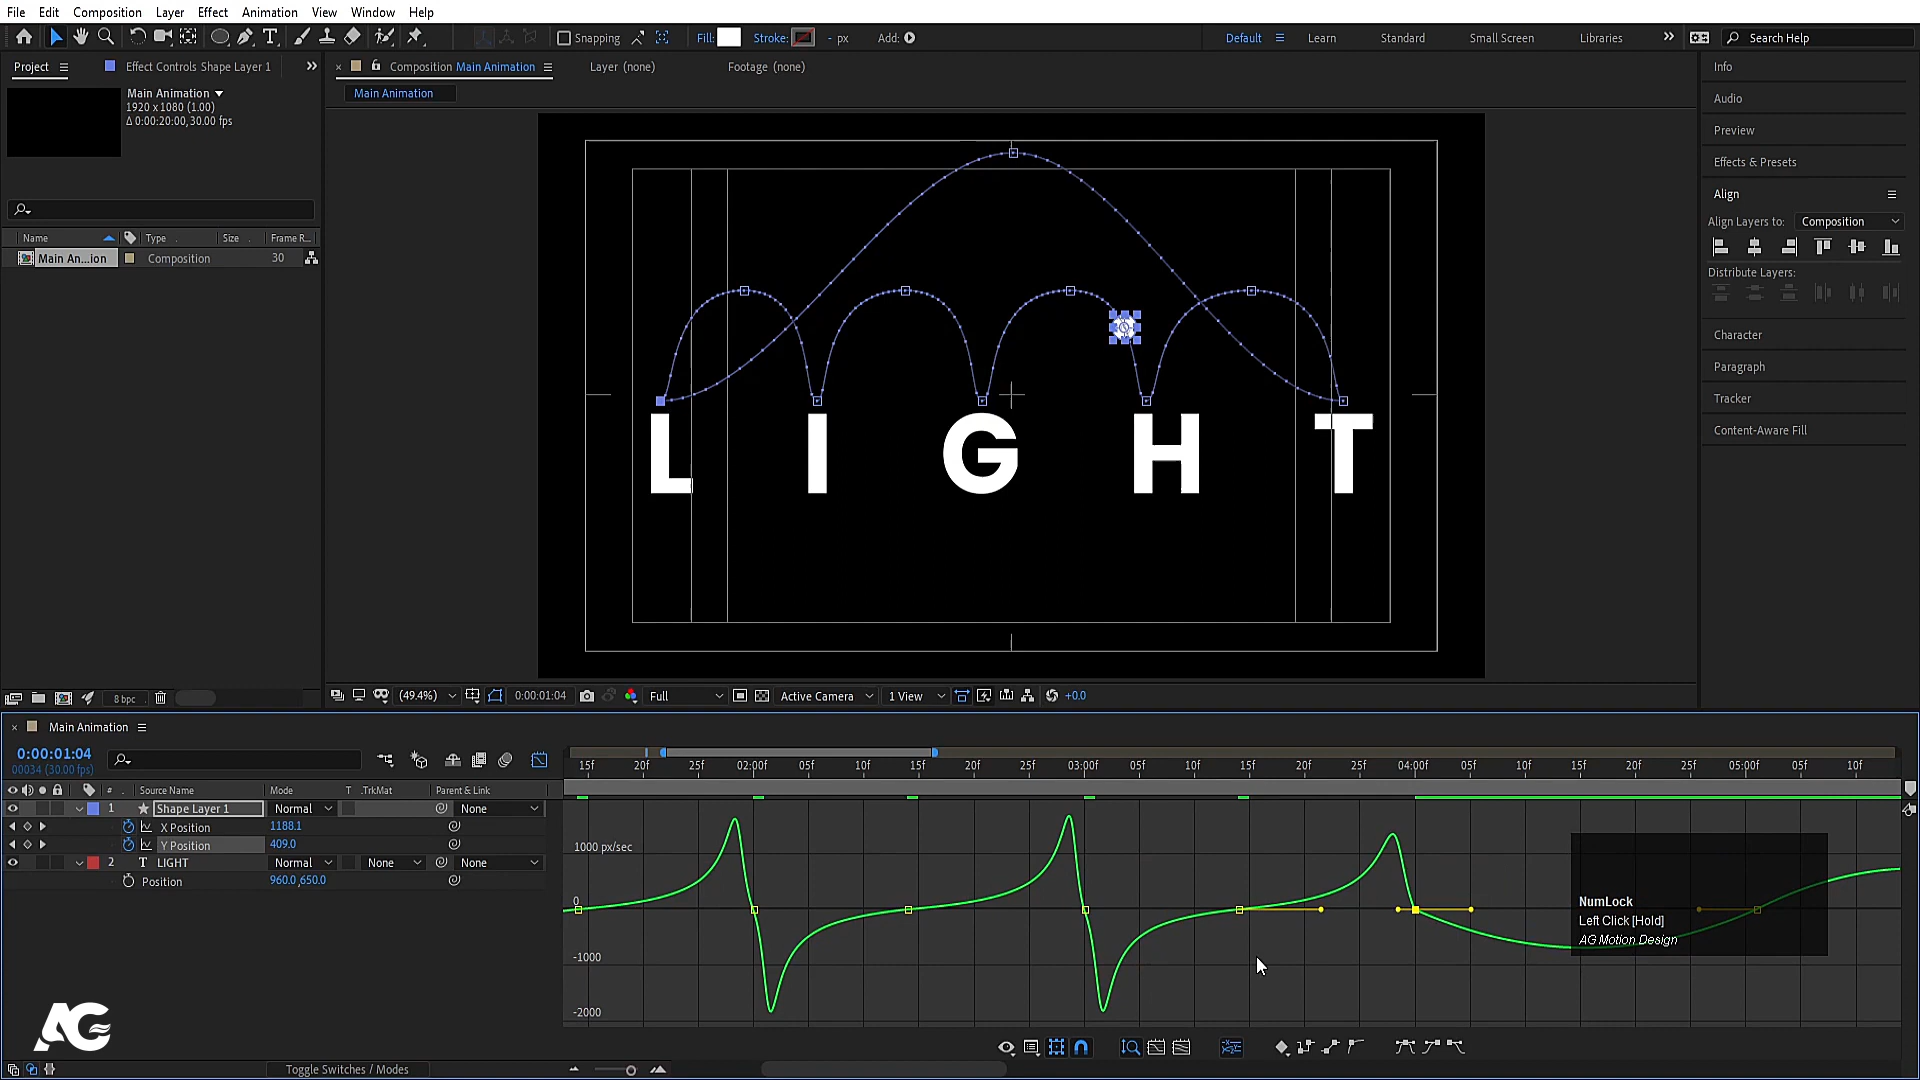 File Edit Composition Layer Effect Animation View Window Help
Snapping Fill: Stroke: - px Add: Default Learn Standard Small Screen Libraries Search Help
Project Effect Controls Shape Layer 1 Composition Main Animation Layer (none) Footage (none) Info
Main Animation
1920 x 1080 (1.00)
Δ 0:00:20:00, 30.00 fps
Main Animation
Audio
Preview
Effects & Presets
Align
Align Layers to: Composition
Distribute Layers:
Character
Paragraph
Tracker
Content-Aware Fill
Name Type Size Frame R...
Main An...ion Composition 30
L I G H T
8 bpc
(49.4%) 0:00:01:04 Full Active Camera 1 View +0.0
Main Animation
0:00:01:04
00034 (30.00 fps)
# Source Name Mode T .TrkMat Parent & Link
1 Shape Layer 1 Normal None
X Position 1188.1
Y Position 409.0
2 T LIGHT Normal None None
Position 960.0,650.0
15f 20f 25f 02:00f 05f 10f 15f 20f 25f 03:00f 05f 10f 15f 20f 25f 04:00f 05f 10f 15f 20f 25f 05:00f 05f 10f
1000 px/sec
0
-1000
-2000
NumLock
Left Click [Hold]
AG Motion Design
AG
Toggle Switches / Modes